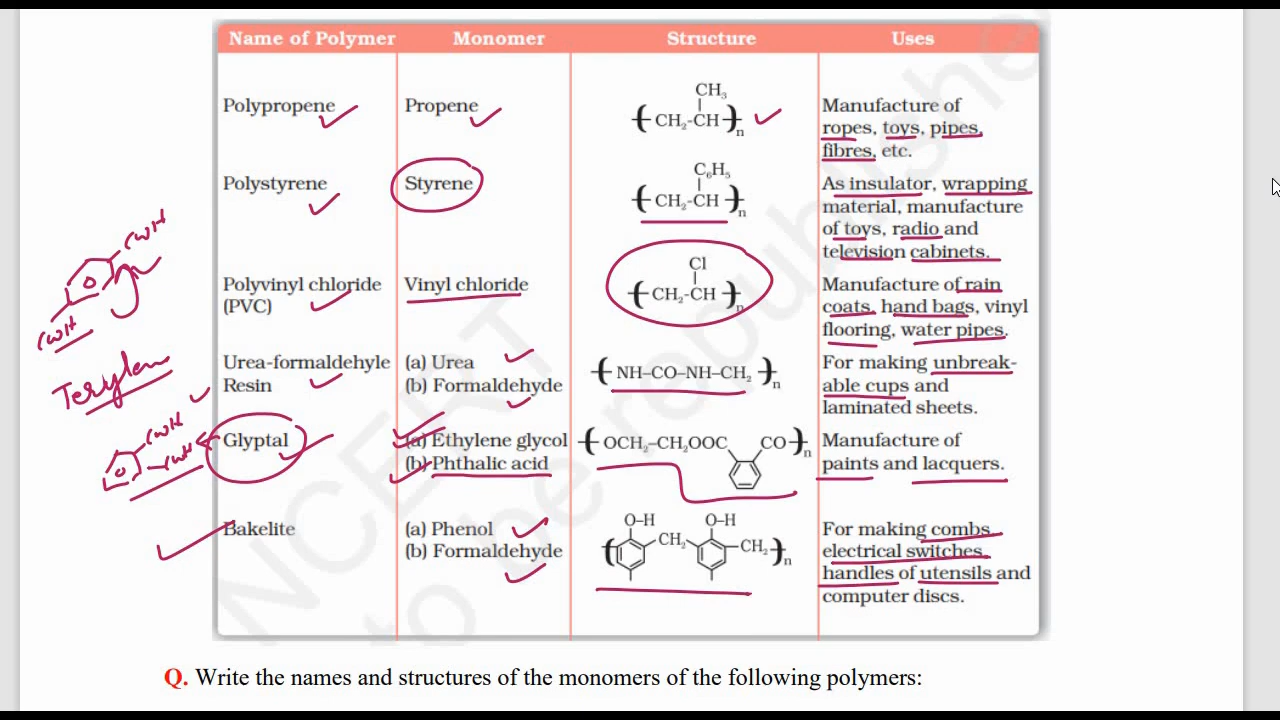 Name of Polymer Monomer Structure Uses
Polypropene
Propene
CH₃
(CH₂-CH)n
Manufacture of
ropes, toys, pipes,
fibres, etc.
Polystyrene
Styrene
C₆H₅
(CH₂-CH)n
As insulator, wrapping
material, manufacture
of toys, radio and
television cabinets.
Polyvinyl chloride
(PVC)
Vinyl chloride
Cl
(CH₂-CH)n
Manufacture of rain
coats, hand bags, vinyl
flooring, water pipes.
Urea-formaldehyle
Resin
(a) Urea
(b) Formaldehyde
(NH–CO–NH–CH₂)n
For making unbreak-
able cups and
laminated sheets.
Glyptal
(a) Ethylene glycol
(b) Phthalic acid
(OCH₂–CH₂OOC CO)n
Manufacture of
paints and lacquers.
Bakelite
(a) Phenol
(b) Formaldehyde
O–H O–H
( CH₂ CH₂)n
For making combs,
electrical switches,
handles of utensils and
computer discs.
Terylen
NCERT
to be republished
Q. Write the names and structures of the monomers of the following polymers: